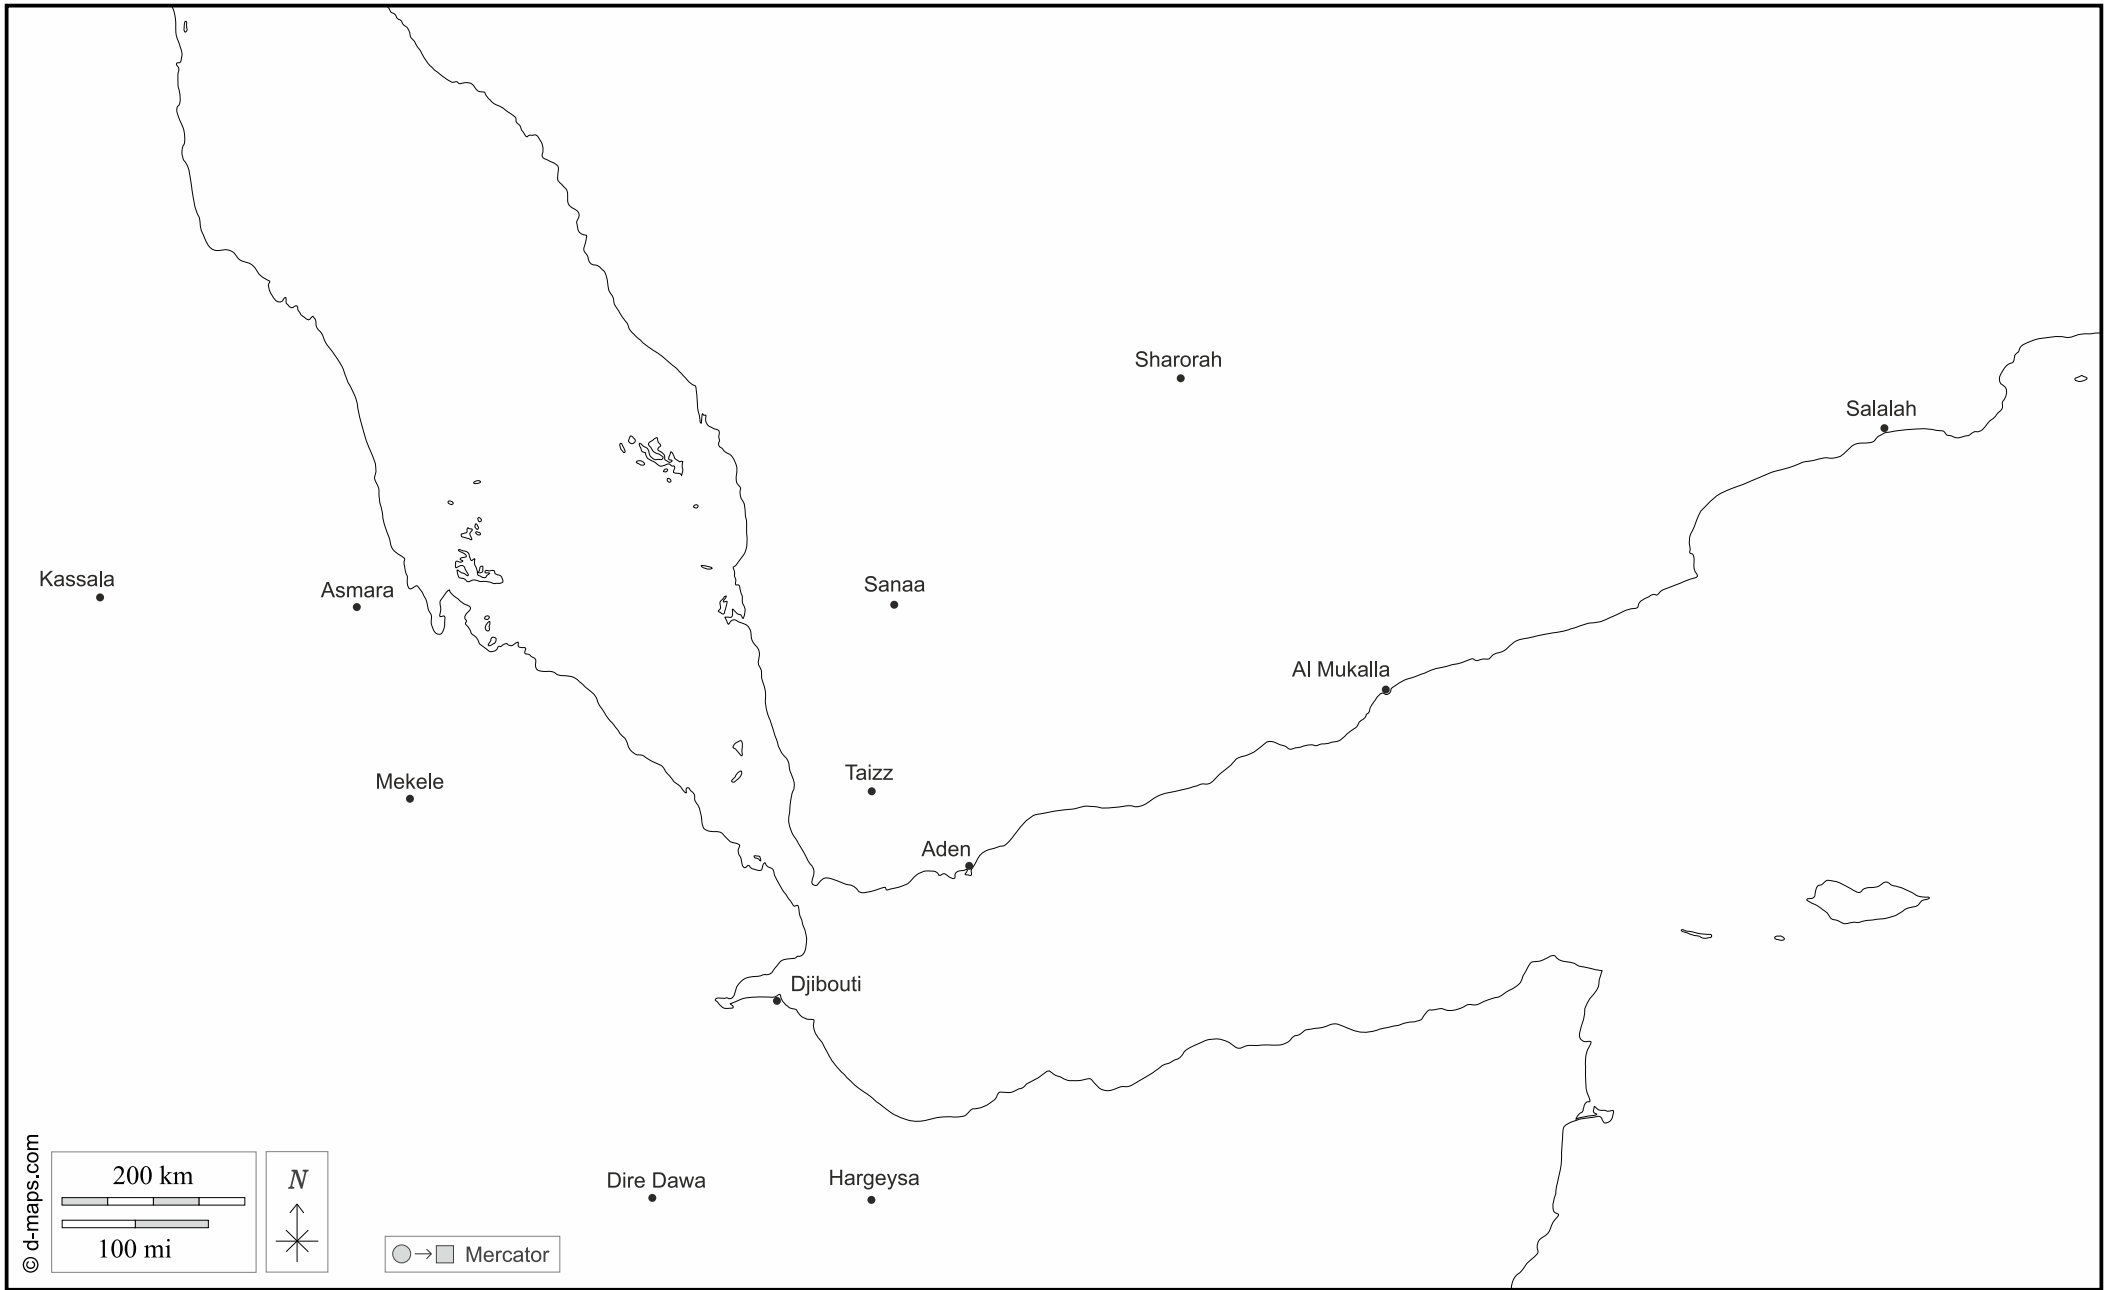 Sharorah
Salalah
Kassala
Asmara
Sanaa
Al Mukalla
Mekele
Taizz
Aden
Djibouti
Dire Dawa
Hargeysa
© d-maps.com
200 km
100 mi
N
Mercator